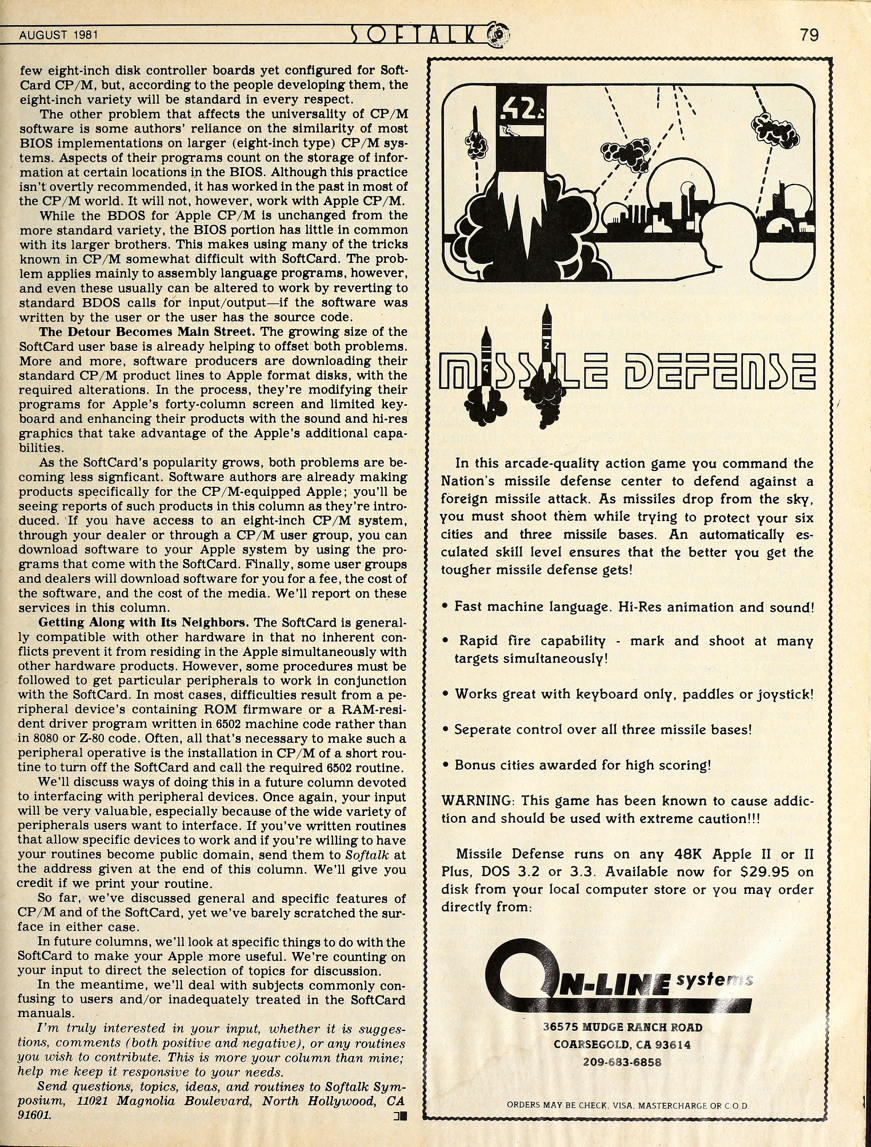 AUGUST 1981
SOFTALK
79
few eight-inch disk controller boards yet configured for Soft-
Card CP/M, but, according to the people developing them, the
eight-inch variety will be standard in every respect.
The other problem that affects the universality of CP/M
software is some authors' reliance on the similarity of most
BIOS implementations on larger (eight-inch type) CP/M sys-
tems. Aspects of their programs count on the storage of infor-
mation at certain locations in the BIOS. Although this practice
isn't overtly recommended, it has worked in the past in most of
the CP/M world. It will not, however, work with Apple CP/M.
While the BDOS for Apple CP/M is unchanged from the
more standard variety, the BIOS portion has little in common
with its larger brothers. This makes using many of the tricks
known in CP/M somewhat difficult with SoftCard. The prob-
lem applies mainly to assembly language programs, however,
and even these usually can be altered to work by reverting to
standard BDOS calls for input/output—if the software was
written by the user or the user has the source code.
The Detour Becomes Main Street. The growing size of the
SoftCard user base is already helping to offset both problems.
More and more, software producers are downloading their
standard CP/M product lines to Apple format disks, with the
required alterations. In the process, they're modifying their
programs for Apple's forty-column screen and limited key-
board and enhancing their products with the sound and hi-res
graphics that take advantage of the Apple's additional capa-
bilities.
As the SoftCard's popularity grows, both problems are be-
coming less signficant. Software authors are already making
products specifically for the CP/M-equipped Apple; you'll be
seeing reports of such products in this column as they're intro-
duced. If you have access to an eight-inch CP/M system,
through your dealer or through a CP/M user group, you can
download software to your Apple system by using the pro-
grams that come with the SoftCard. Finally, some user groups
and dealers will download software for you for a fee, the cost of
the software, and the cost of the media. We'll report on these
services in this column.
Getting Along with Its Neighbors. The SoftCard is general-
ly compatible with other hardware in that no inherent con-
flicts prevent it from residing in the Apple simultaneously with
other hardware products. However, some procedures must be
followed to get particular peripherals to work in conjunction
with the SoftCard. In most cases, difficulties result from a pe-
ripheral device's containing ROM firmware or a RAM-resi-
dent driver program written in 6502 machine code rather than
in 8080 or Z-80 code. Often, all that's necessary to make such a
peripheral operative is the installation in CP/M of a short rou-
tine to turn off the SoftCard and call the required 6502 routine.
We'll discuss ways of doing this in a future column devoted
to interfacing with peripheral devices. Once again, your input
will be very valuable, especially because of the wide variety of
peripherals users want to interface. If you've written routines
that allow specific devices to work and if you're willing to have
your routines become public domain, send them to Softalk at
the address given at the end of this column. We'll give you
credit if we print your routine.
So far, we've discussed general and specific features of
CP/M and of the SoftCard, yet we've barely scratched the sur-
face in either case.
In future columns, we'll look at specific things to do with the
SoftCard to make your Apple more useful. We're counting on
your input to direct the selection of topics for discussion.
In the meantime, we'll deal with subjects commonly con-
fusing to users and/or inadequately treated in the SoftCard
manuals.
I'm truly interested in your input, whether it is sugges-
tions, comments (both positive and negative), or any routines
you wish to contribute. This is more your column than mine;
help me keep it responsive to your needs.
Send questions, topics, ideas, and routines to Softalk Sym-
posium, 11021 Magnolia Boulevard, North Hollywood, CA
91601.
42
4
2
MISSILE DEFENSE
In this arcade-quality action game you command the
Nation's missile defense center to defend against a
foreign missile attack. As missiles drop from the sky,
you must shoot them while trying to protect your six
cities and three missile bases. An automatically es-
culated skill level ensures that the better you get the
tougher missile defense gets!
• Fast machine language. Hi-Res animation and sound!
• Rapid fire capability - mark and shoot at many
targets simultaneously!
• Works great with keyboard only, paddles or joystick!
• Seperate control over all three missile bases!
• Bonus cities awarded for high scoring!
WARNING: This game has been known to cause addic-
tion and should be used with extreme caution!!!
Missile Defense runs on any 48K Apple II or II
Plus, DOS 3.2 or 3.3. Available now for $29.95 on
disk from your local computer store or you may order
directly from:
ON-LINE systems
36575 MUDGE RANCH ROAD
COARSEGOLD, CA 93614
209-683-6858
ORDERS MAY BE CHECK, VISA, MASTERCHARGE OR C.O.D.